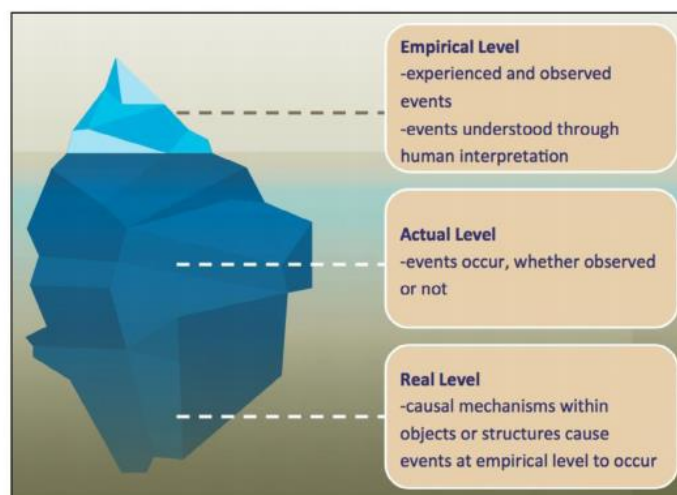 Empirical Level
-experienced and observed
events
-events understood through
human interpretation
Actual Level
-events occur, whether observed
or not
Real Level
-causal mechanisms within
objects or structures cause
events at empirical level to occur